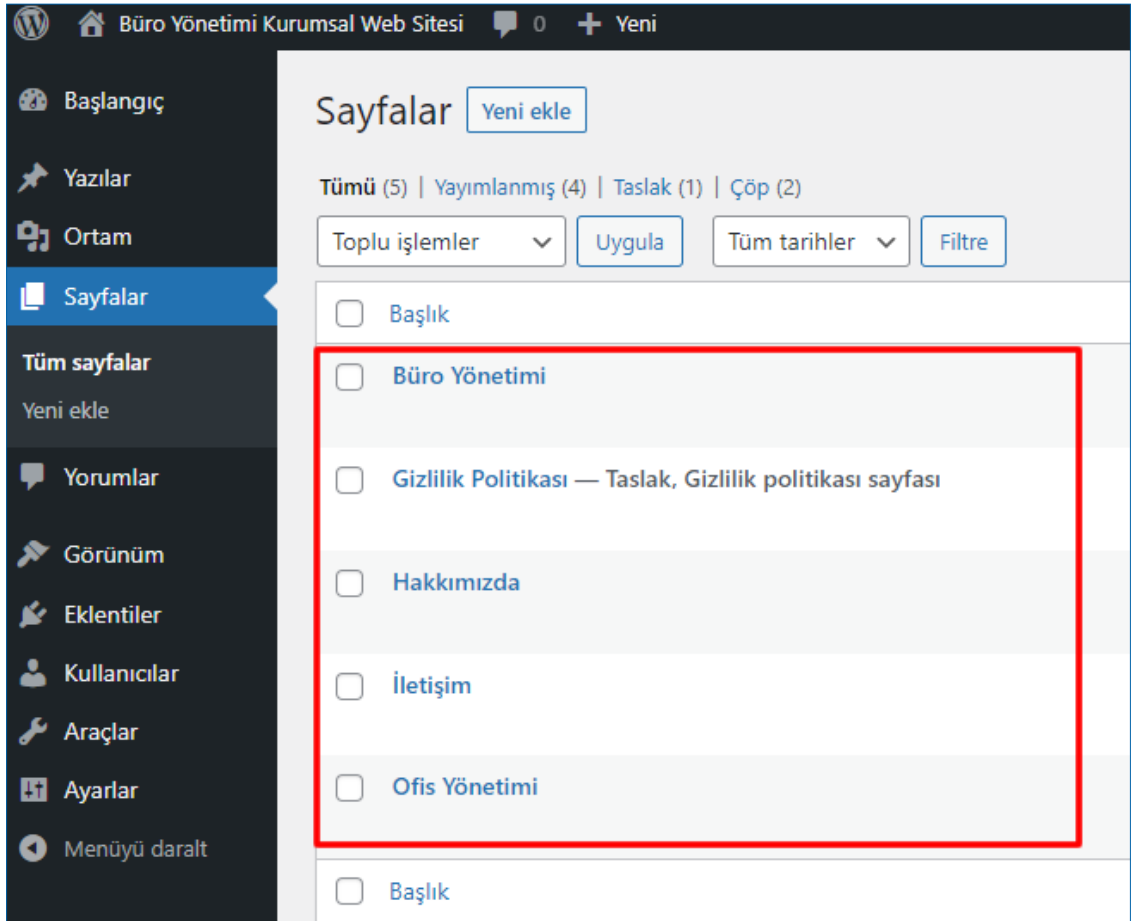 Büro Yönetimi Kurumsal Web Sitesi 0 Yeni
Başlangıç
Yazılar
Ortam
Sayfalar
Tüm sayfalar
Yeni ekle
Yorumlar
Görünüm
Eklentiler
Kullanıcılar
Araçlar
Ayarlar
Menüyü daralt
Sayfalar Yeni ekle
Tümü (5) | Yayımlanmış (4) | Taslak (1) | Çöp (2)
Toplu işlemler Uygula Tüm tarihler Filtre
Başlık
Büro Yönetimi
Gizlilik Politikası — Taslak, Gizlilik politikası sayfası
Hakkımızda
İletişim
Ofis Yönetimi
Başlık